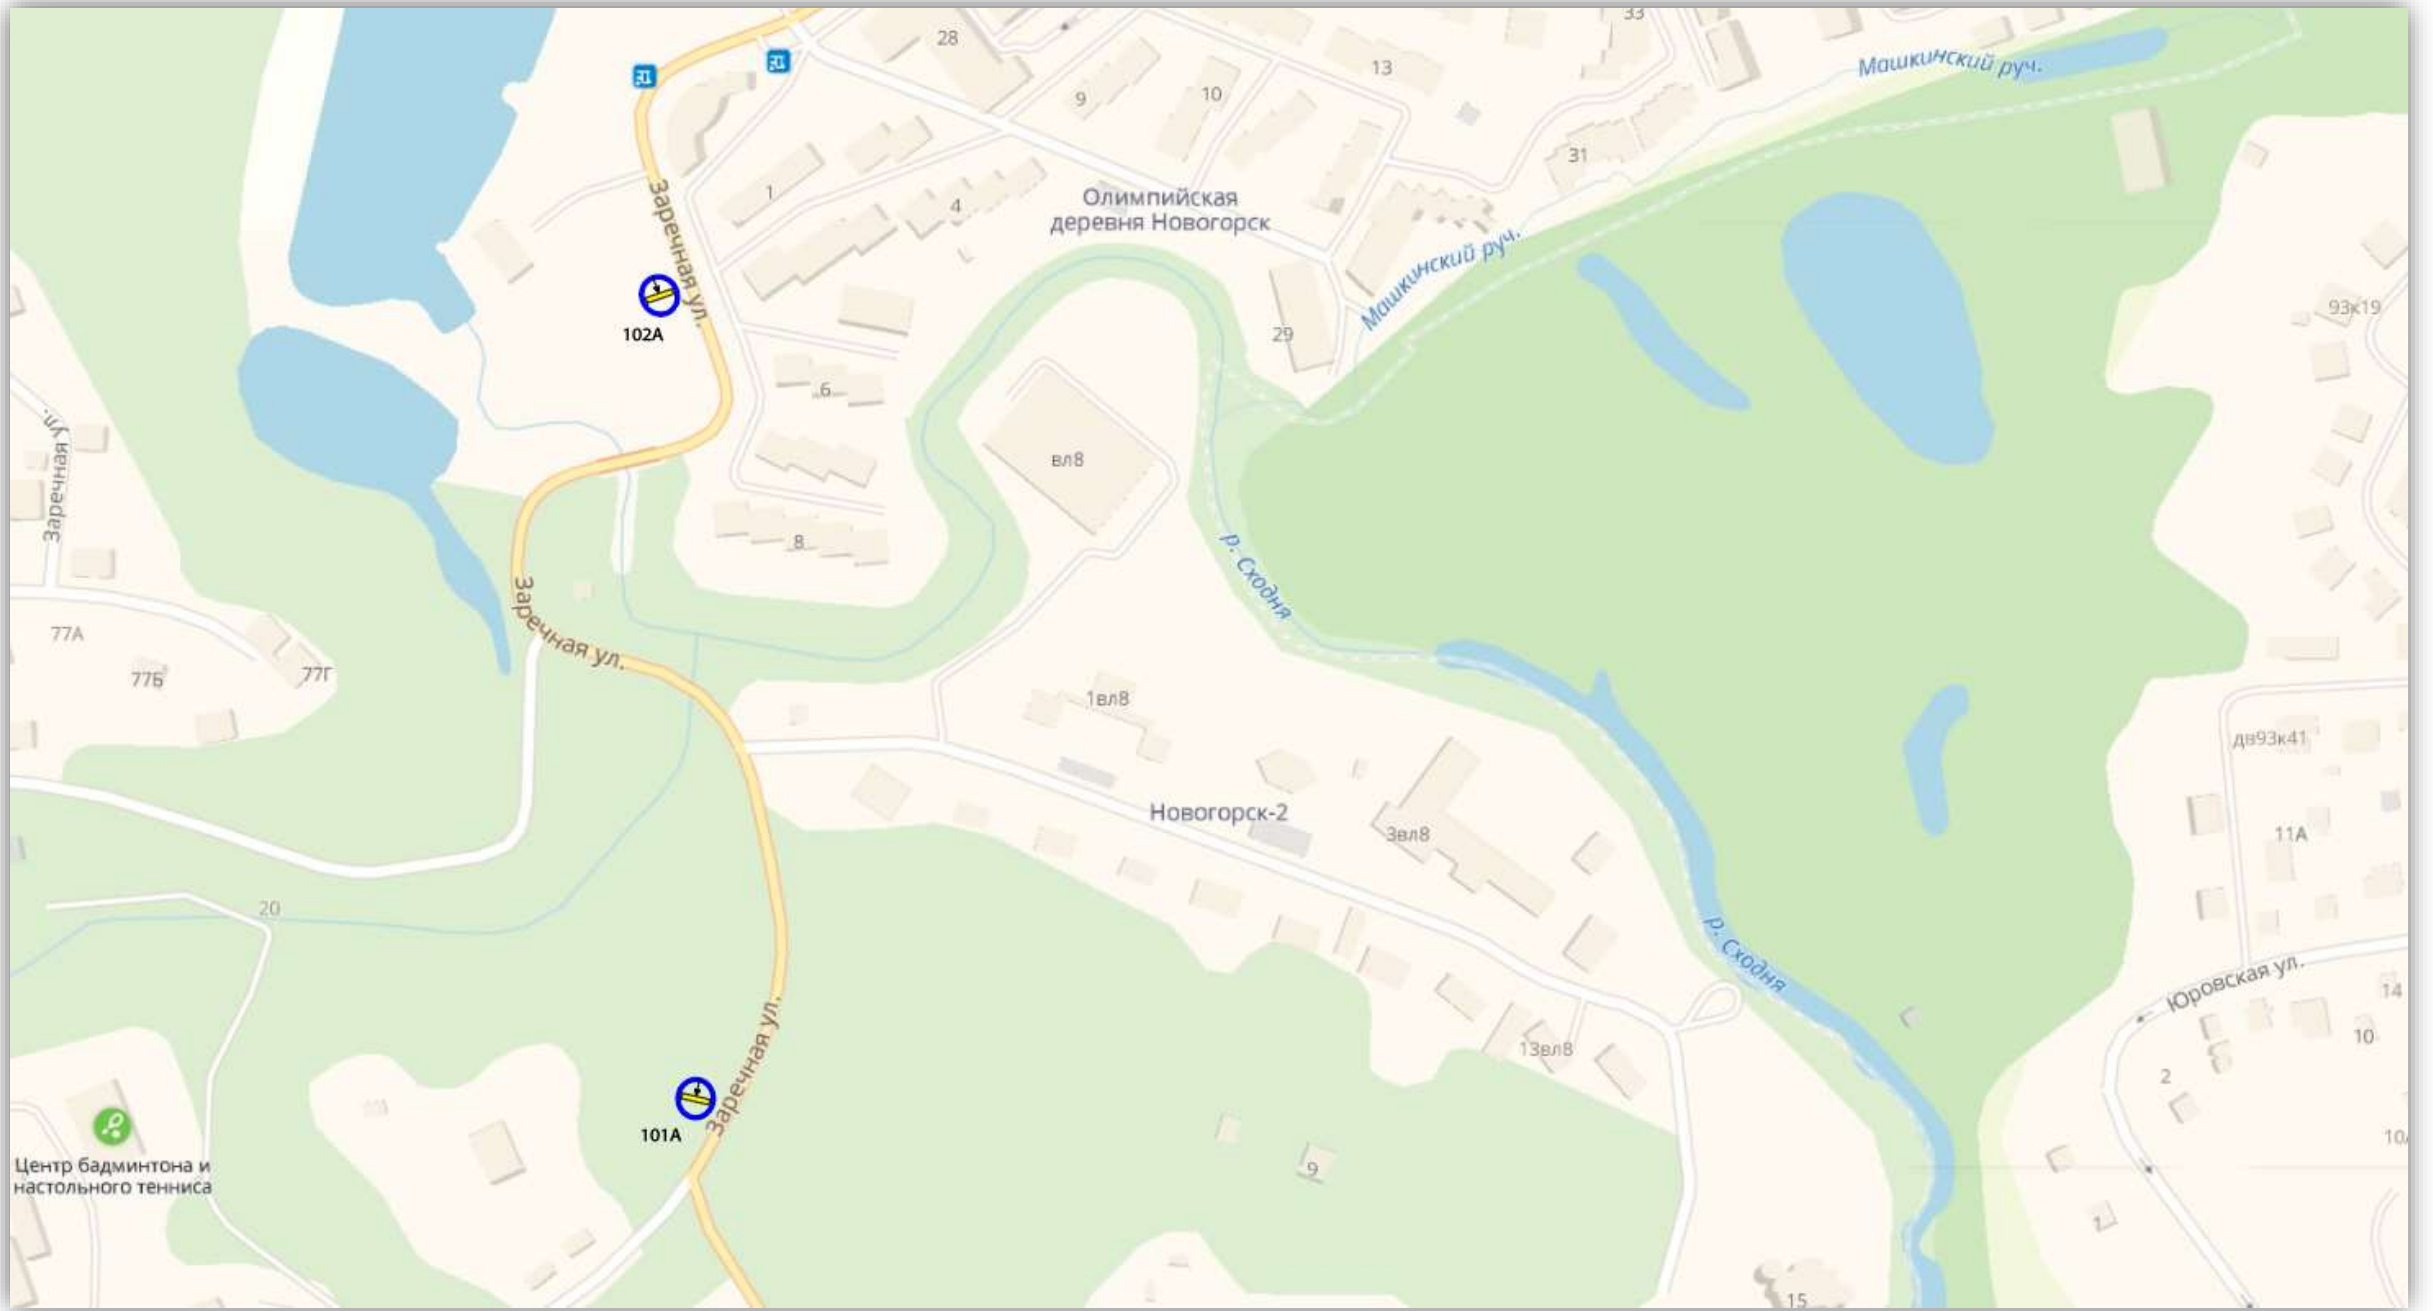 33
28
Машкинский руч.
13
10
9
31
Заречная ул.
1
4
Олимпийская
деревня Новогорск
Машкинский руч.
93к19
102А
29
6
Заречная ул.
вл8
8
р. Сходня
Заречная ул.
77А
77Б
77Г
1вл8
дв93к41
Новогорск-2
3вл8
11А
20
р. Сходня
Юровская ул.
14
10
Заречная ул.
13вл8
2
101А
Центр бадминтона и
настольного тенниса
9
15